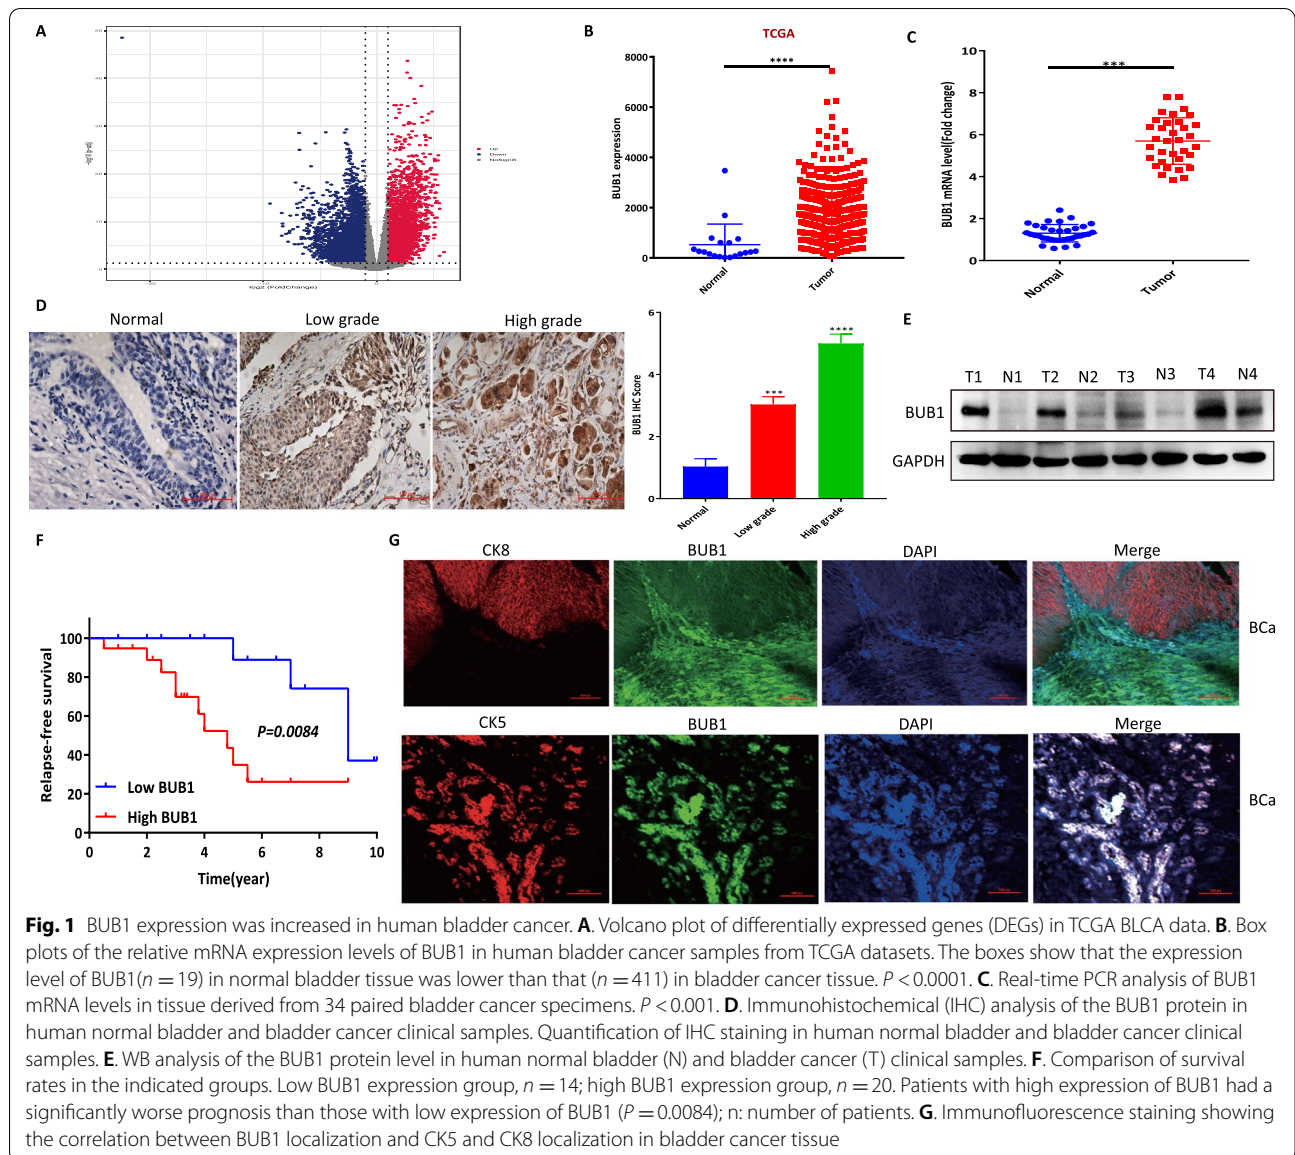 A
-log10 (FDR)
log2 (FoldChange)
Up
Down
NoSignifi
B
TCGA
****
BUB1 expression
8000
6000
4000
2000
0
Normal
Tumor
C
***
BUB1 mRNA level(Fold change)
10
8
6
4
2
0
Normal
Tumor
D
Normal
Low grade
High grade
BUB1 IHC Score
6
4
2
0
***
****
Normal
Low grade
High grade
E
T1 N1 T2 N2 T3 N3 T4 N4
BUB1
GAPDH
F
Relapse-free survival
100
80
60
40
20
0
P=0.0084
Low BUB1
High BUB1
0 2 4 6 8 10
Time(year)
G
CK8 BUB1 DAPI Merge
BCa
CK5 BUB1 DAPI Merge
BCa
Fig. 1 BUB1 expression was increased in human bladder cancer. A. Volcano plot of differentially expressed genes (DEGs) in TCGA BLCA data. B. Box
plots of the relative mRNA expression levels of BUB1 in human bladder cancer samples from TCGA datasets. The boxes show that the expression
level of BUB1(n = 19) in normal bladder tissue was lower than that (n = 411) in bladder cancer tissue. P < 0.0001. C. Real-time PCR analysis of BUB1
mRNA levels in tissue derived from 34 paired bladder cancer specimens. P < 0.001. D. Immunohistochemical (IHC) analysis of the BUB1 protein in
human normal bladder and bladder cancer clinical samples. Quantification of IHC staining in human normal bladder and bladder cancer clinical
samples. E. WB analysis of the BUB1 protein level in human normal bladder (N) and bladder cancer (T) clinical samples. F. Comparison of survival
rates in the indicated groups. Low BUB1 expression group, n = 14; high BUB1 expression group, n = 20. Patients with high expression of BUB1 had a
significantly worse prognosis than those with low expression of BUB1 (P = 0.0084); n: number of patients. G. Immunofluorescence staining showing
the correlation between BUB1 localization and CK5 and CK8 localization in bladder cancer tissue